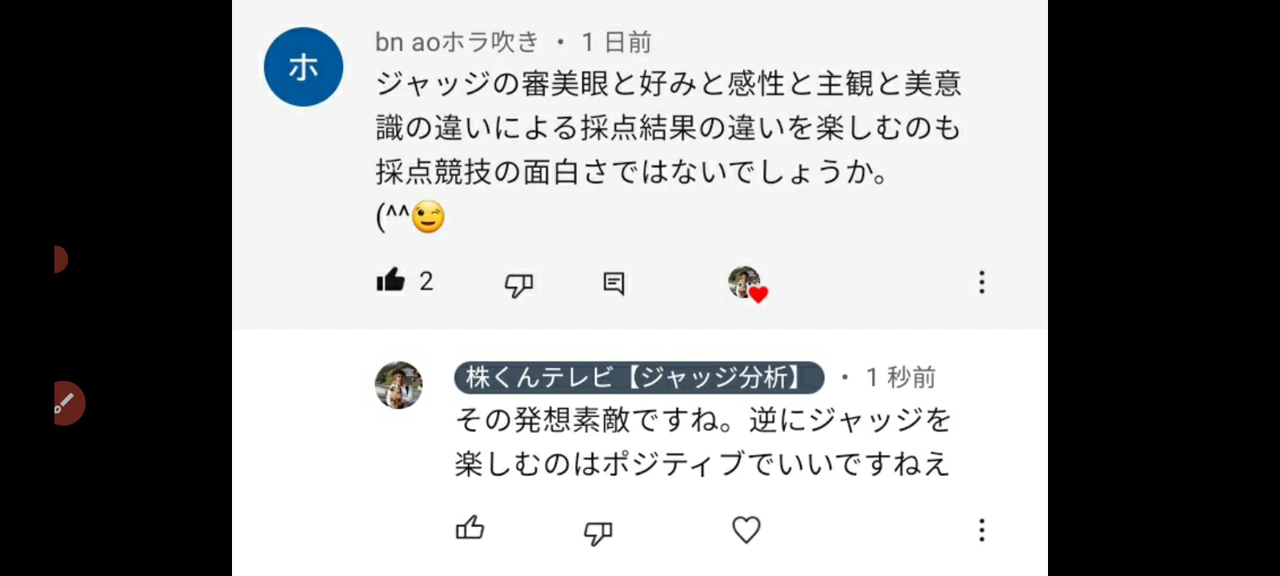 ホ
bn aoホラ吹き ・ 1 日前
ジャッジの審美眼と好みと感性と主観と美意
識の違いによる採点結果の違いを楽しむのも
採点競技の面白さではないでしょうか。
(^^😉
2
株くんテレビ【ジャッジ分析】 ・ 1 秒前
その発想素敵ですね。逆にジャッジを
楽しむのはポジティブでいいですねえ